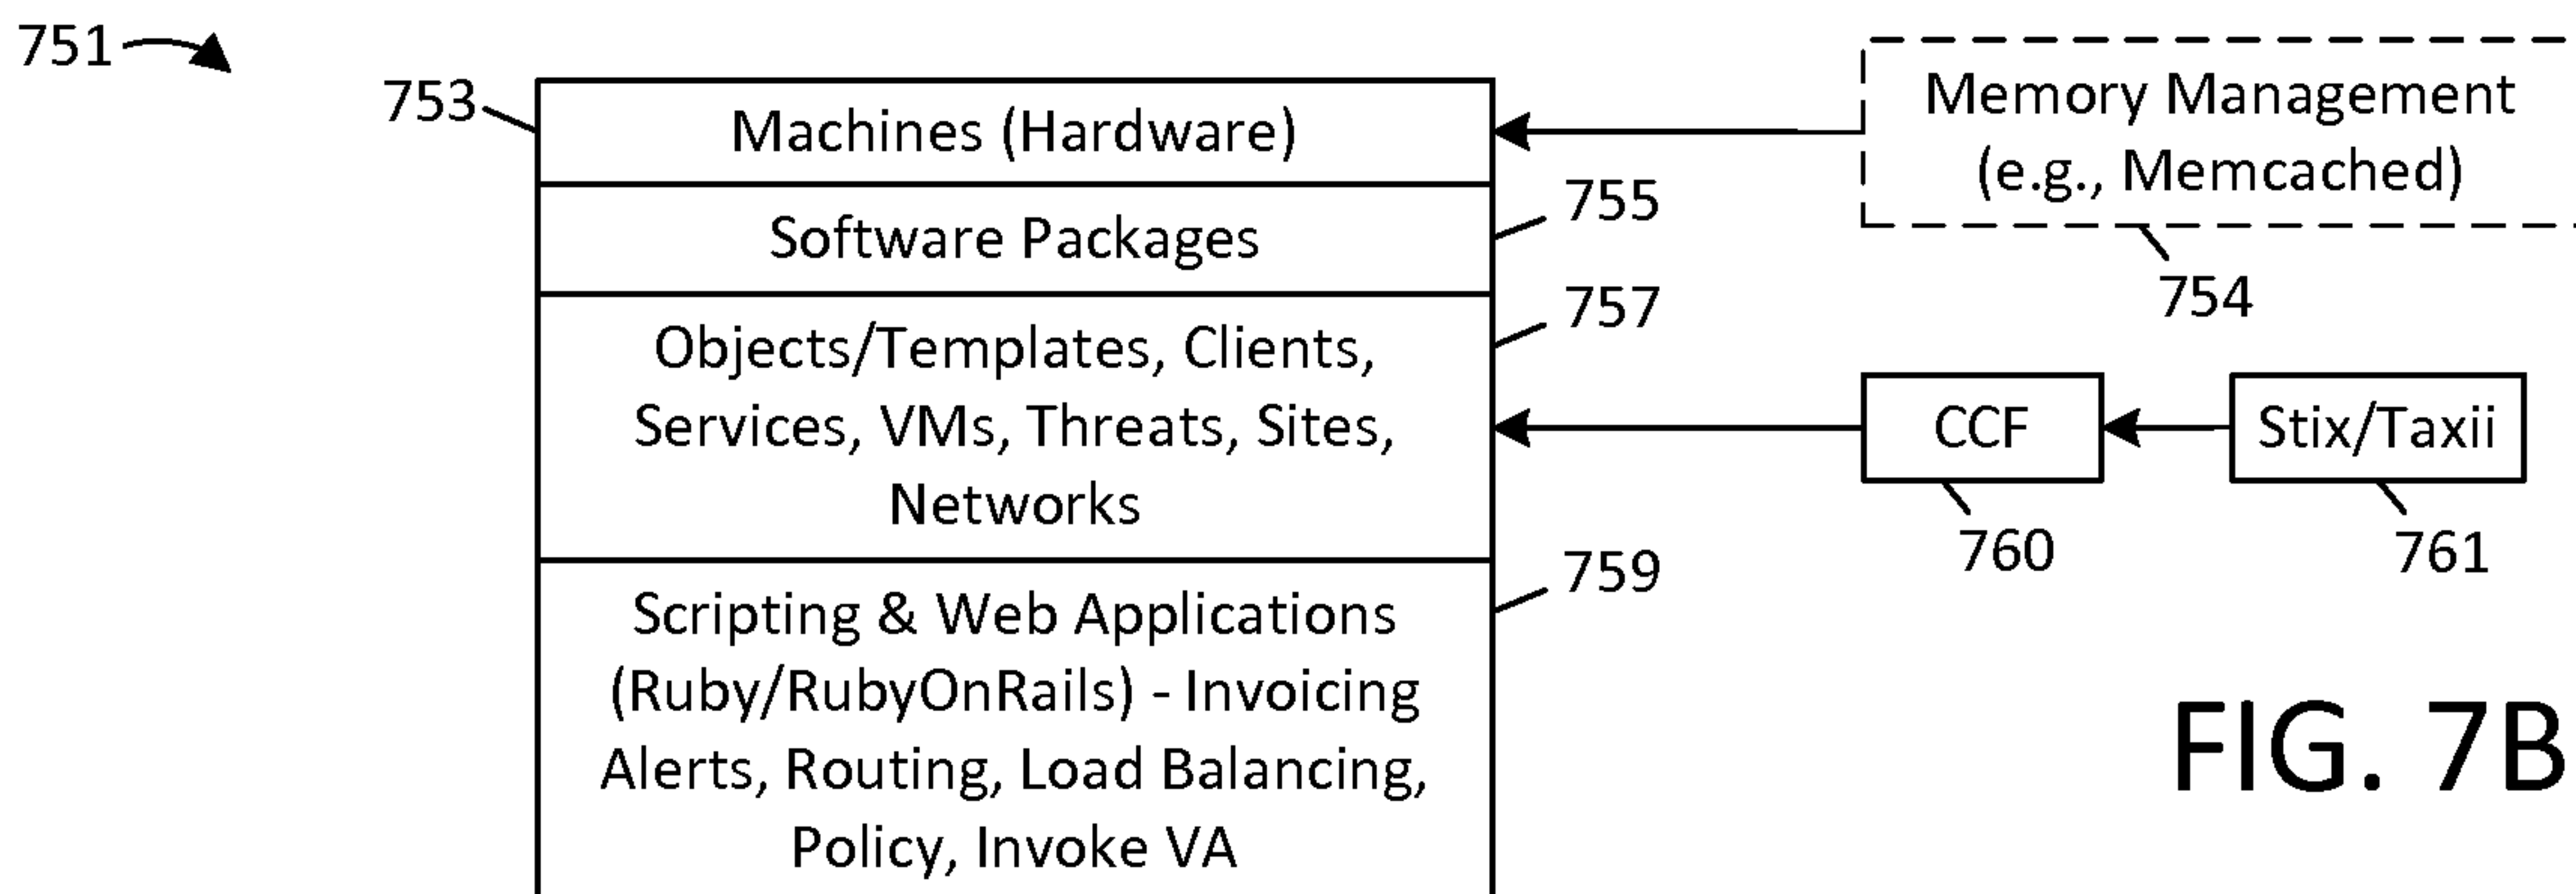 751
753
Machines (Hardware)
Memory Management
(e.g., Memcached)
754
755
Software Packages
757
Objects/Templates, Clients,
Services, VMs, Threats, Sites,
Networks
CCF
Stix/Taxii
760
761
759
Scripting & Web Applications
(Ruby/RubyOnRails) - Invoicing
Alerts, Routing, Load Balancing,
Policy, Invoke VA
FIG. 7B